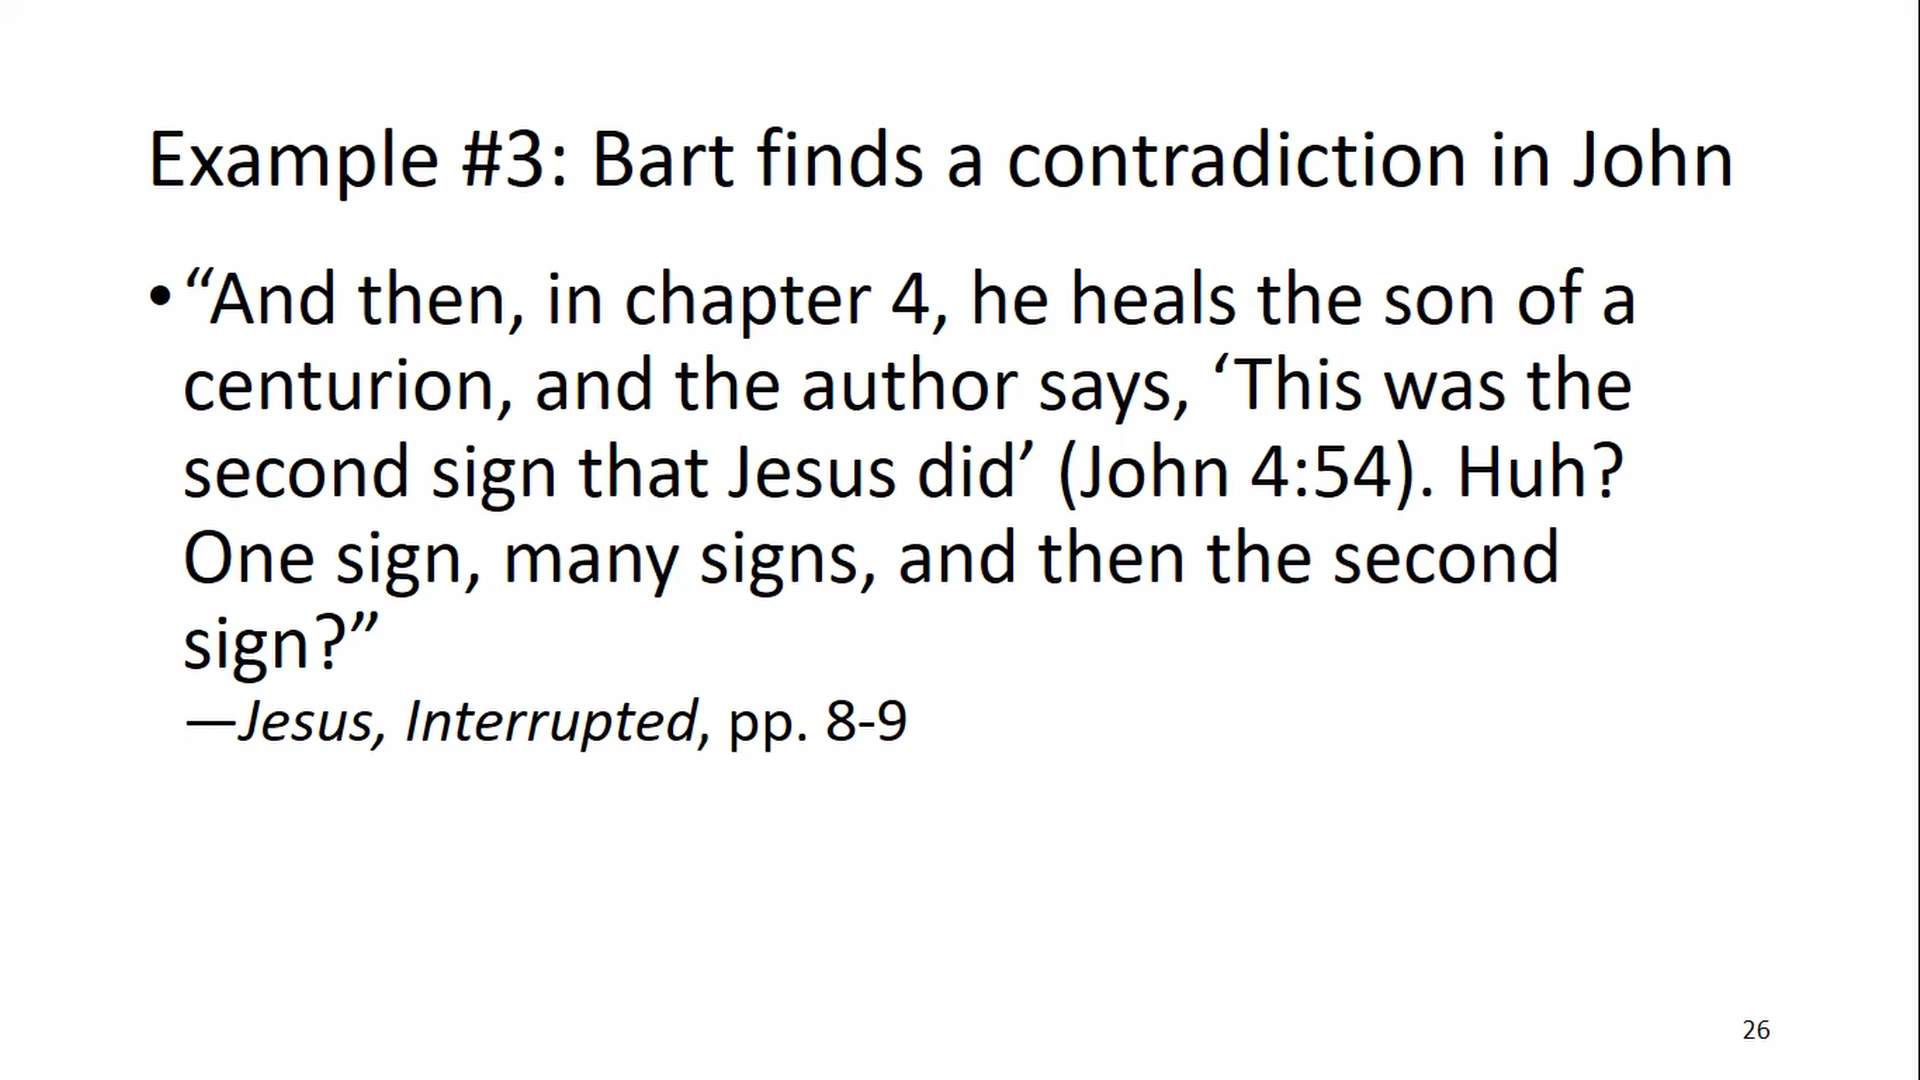 Example #3: Bart finds a contradiction in John
• “And then, in chapter 4, he heals the son of a
centurion, and the author says, ‘This was the
second sign that Jesus did’ (John 4:54). Huh?
One sign, many signs, and then the second
sign?”
—Jesus, Interrupted, pp. 8-9
26